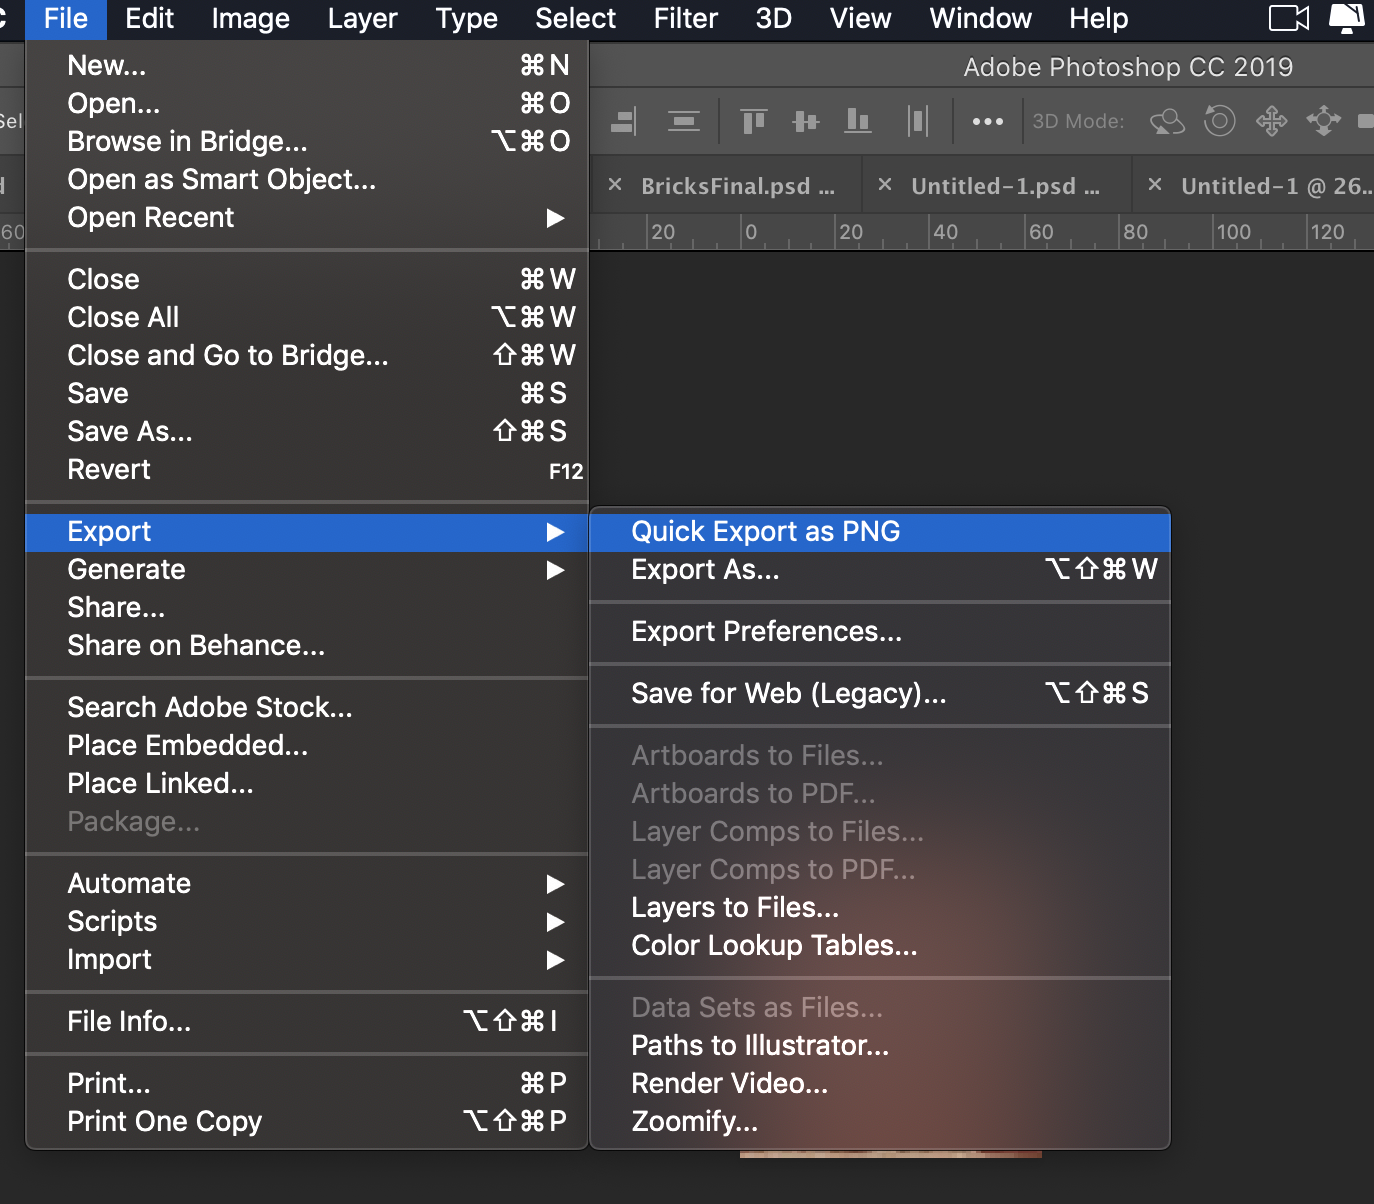 File Edit Image Layer Type Select Filter 3D View Window Help
Adobe Photoshop CC 2019
3D Mode:
× BricksFinal.psd ... × Untitled-1.psd ... × Untitled-1 @ 26...
60 20 0 20 40 60 80 100 120
New... ⌘N
Open... ⌘O
Browse in Bridge... ⌥⌘O
Open as Smart Object...
Open Recent ▶
Close ⌘W
Close All ⌥⌘W
Close and Go to Bridge... ⇧⌘W
Save ⌘S
Save As... ⇧⌘S
Revert F12
Export ▶
Generate ▶
Share...
Share on Behance...
Search Adobe Stock...
Place Embedded...
Place Linked...
Package...
Automate ▶
Scripts ▶
Import ▶
File Info... ⌥⇧⌘I
Print... ⌘P
Print One Copy ⌥⇧⌘P
Quick Export as PNG
Export As... ⌥⇧⌘W
Export Preferences...
Save for Web (Legacy)... ⌥⇧⌘S
Artboards to Files...
Artboards to PDF...
Layer Comps to Files...
Layer Comps to PDF...
Layers to Files...
Color Lookup Tables...
Data Sets as Files...
Paths to Illustrator...
Render Video...
Zoomify...